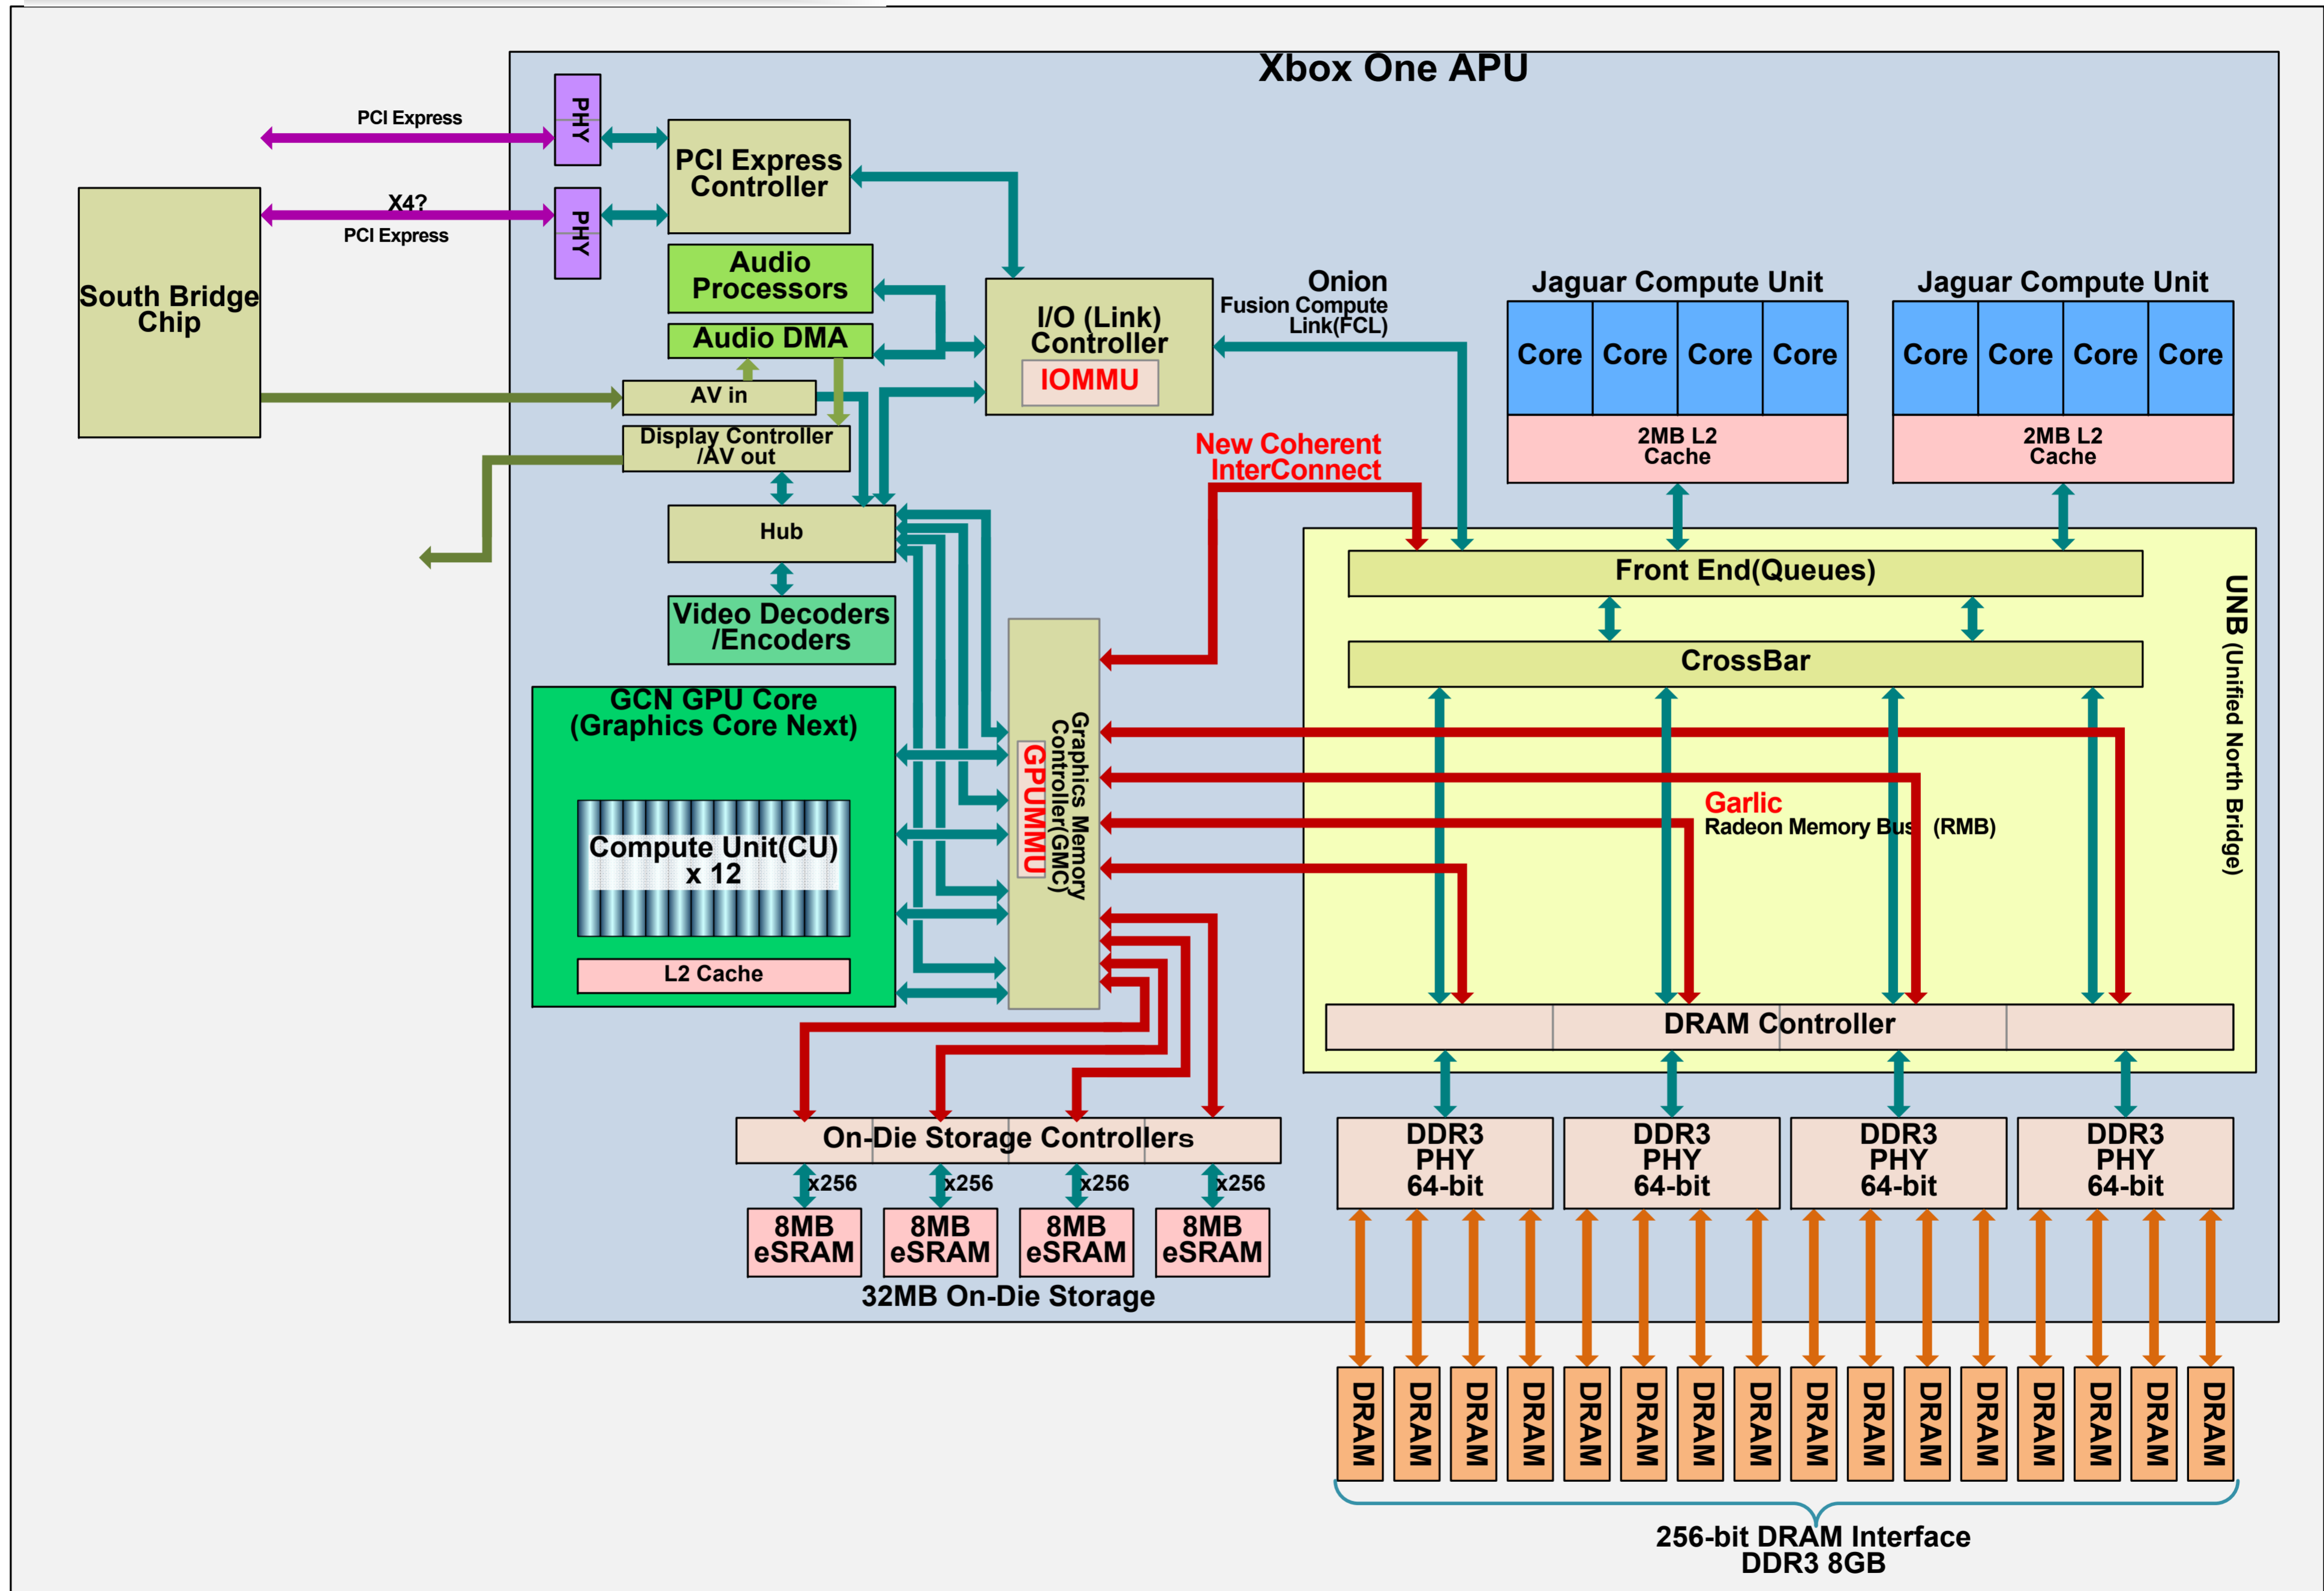 Xbox One APU
PCI Express
PHY
PCI Express
Controller
X4?
PCI Express
PHY
South Bridge
Chip
Audio
Processors
Audio DMA
AV in
Display Controller
/AV out
Hub
Video Decoders
/Encoders
I/O (Link)
Controller
IOMMU
Onion
Fusion Compute
Link(FCL)
New Coherent
InterConnect
Jaguar Compute Unit
Core Core Core Core
2MB L2
Cache
Jaguar Compute Unit
Core Core Core Core
2MB L2
Cache
Front End(Queues)
CrossBar
UNB (Unified North Bridge)
GCN GPU Core
(Graphics Core Next)
Compute Unit(CU)
x 12
L2 Cache
Graphics Memory
Controller(GMC)
GPUMMU
Garlic
Radeon Memory Bus (RMB)
DRAM Controller
On-Die Storage Controllers
x256 x256 x256 x256
8MB
eSRAM
8MB
eSRAM
8MB
eSRAM
8MB
eSRAM
32MB On-Die Storage
DDR3
PHY
64-bit
DDR3
PHY
64-bit
DDR3
PHY
64-bit
DDR3
PHY
64-bit
DRAM DRAM DRAM DRAM DRAM DRAM DRAM DRAM DRAM DRAM DRAM DRAM DRAM DRAM DRAM DRAM
256-bit DRAM Interface
DDR3 8GB